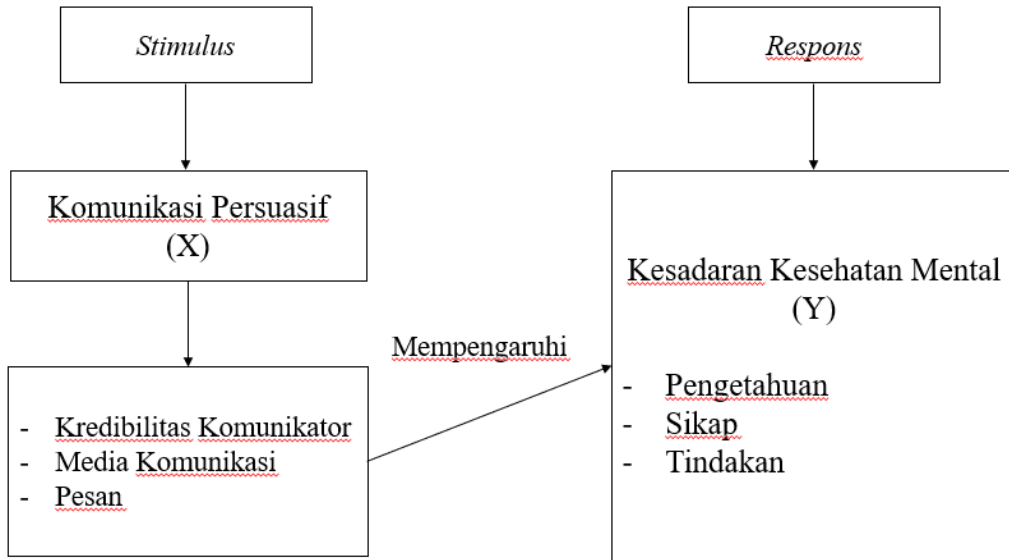 Stimulus
Respons
Komunikasi Persuasif
(X)
Kesadaran Kesehatan Mental
(Y)
Mempengaruhi
- Kredibilitas Komunikator
- Media Komunikasi
- Pesan
- Pengetahuan
- Sikap
- Tindakan